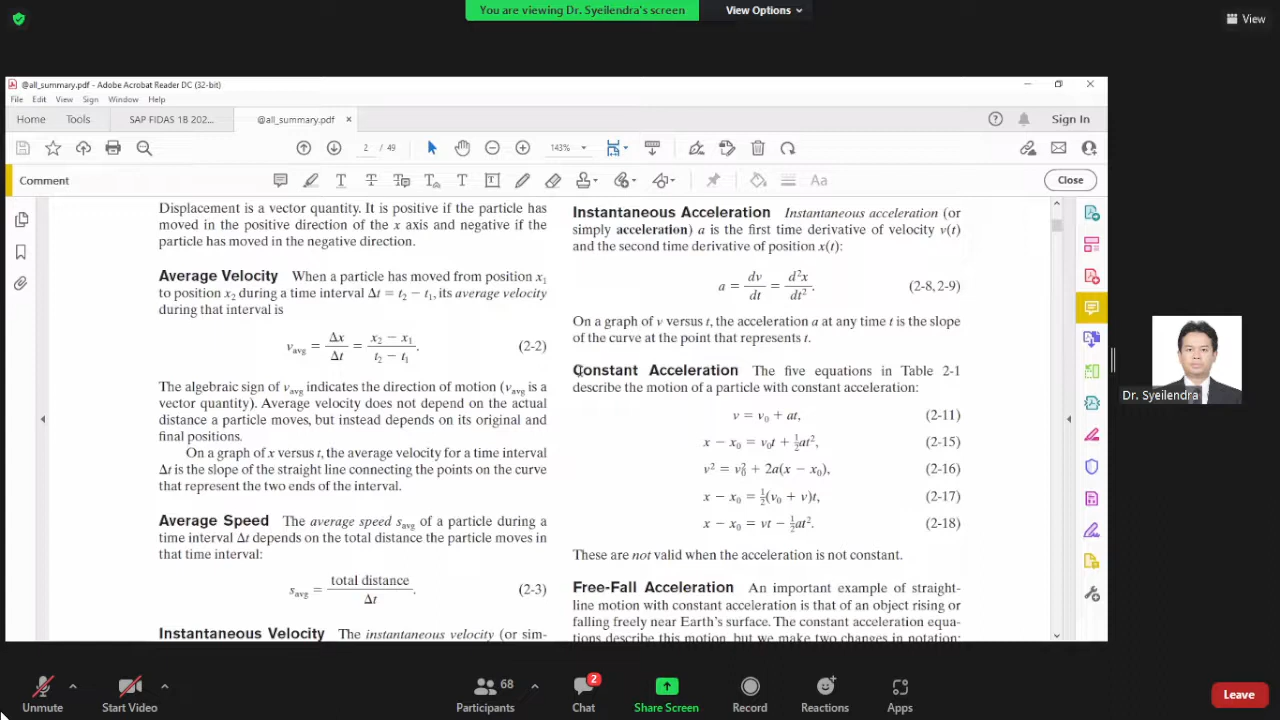 You are viewing Dr. Syeilendra's screen
View Options
View
@all_summary.pdf - Adobe Acrobat Reader DC (32-bit)
File Edit View Sign Window Help
Home Tools SAP FIDAS 1B 202... @all_summary.pdf × Sign In
2 / 49 143%
Comment Close
Displacement is a vector quantity. It is positive if the particle has
moved in the positive direction of the x axis and negative if the
particle has moved in the negative direction.
Average Velocity When a particle has moved from position x₁
to position x₂ during a time interval Δt = t₂ − t₁, its average velocity
during that interval is
v_avg = Δx/Δt = (x₂ − x₁)/(t₂ − t₁). (2-2)
The algebraic sign of v_avg indicates the direction of motion (v_avg is a
vector quantity). Average velocity does not depend on the actual
distance a particle moves, but instead depends on its original and
final positions.
On a graph of x versus t, the average velocity for a time interval
Δt is the slope of the straight line connecting the points on the curve
that represent the two ends of the interval.
Average Speed The average speed s_avg of a particle during a
time interval Δt depends on the total distance the particle moves in
that time interval:
s_avg = total distance/Δt. (2-3)
Instantaneous Velocity The instantaneous velocity (or sim-
Instantaneous Acceleration Instantaneous acceleration (or
simply acceleration) a is the first time derivative of velocity v(t)
and the second time derivative of position x(t):
a = dv/dt = d²x/dt². (2-8, 2-9)
On a graph of v versus t, the acceleration a at any time t is the slope
of the curve at the point that represents t.
Constant Acceleration The five equations in Table 2-1
describe the motion of a particle with constant acceleration:
v = v₀ + at, (2-11)
x − x₀ = v₀t + ½at², (2-15)
v² = v₀² + 2a(x − x₀), (2-16)
x − x₀ = ½(v₀ + v)t, (2-17)
x − x₀ = vt − ½at². (2-18)
These are not valid when the acceleration is not constant.
Free-Fall Acceleration An important example of straight-
line motion with constant acceleration is that of an object rising or
falling freely near Earth's surface. The constant acceleration equa-
tions describe this motion, but we make two changes in notation:
Dr. Syeilendra
Unmute Start Video Participants 68 Chat 2 Share Screen Record Reactions Apps Leave